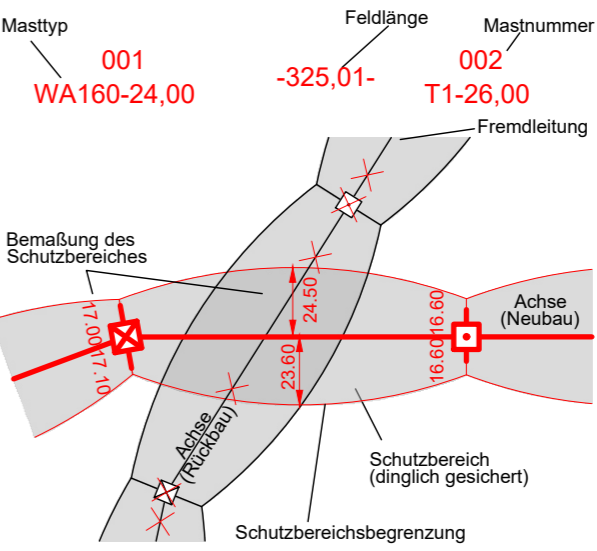 Masttyp
Feldlänge
Mastnummer
001
WA160-24,00
-325,01-
002
T1-26,00
Fremdleitung
Bemaßung des
Schutzbereiches
17.00
17.10
24.50
23.60
16.60
16.60
Achse
(Neubau)
Achse
(Rückbau)
Schutzbereich
(dinglich gesichert)
Schutzbereichsbegrenzung